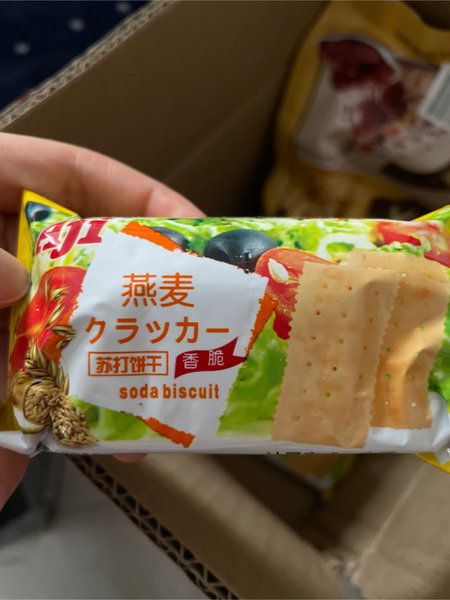 燕麦
クラッカー
苏打饼干
香脆
soda biscuit